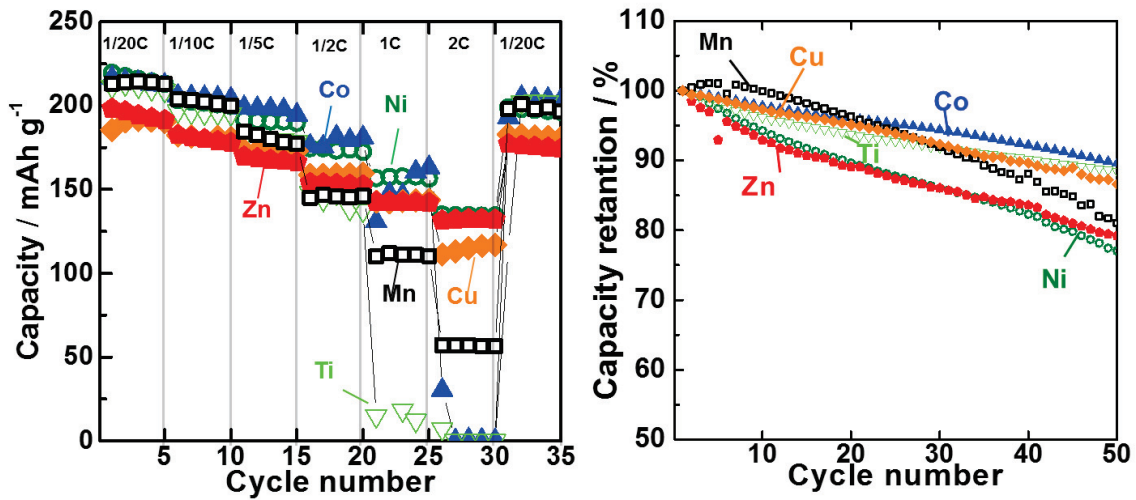 1/20C 1/10C 1/5C 1/2C 1C 2C 1/20C
Co
Ni
Zn
Mn
Cu
Ti
250
200
150
100
50
0
0 5 10 15 20 25 30 35
Cycle number
Capacity / mAh g-1
Mn
Cu
Co
Ti
Zn
Ni
110
100
90
80
70
60
50
10 20 30 40 50
Cycle number
Capacity retantion / %